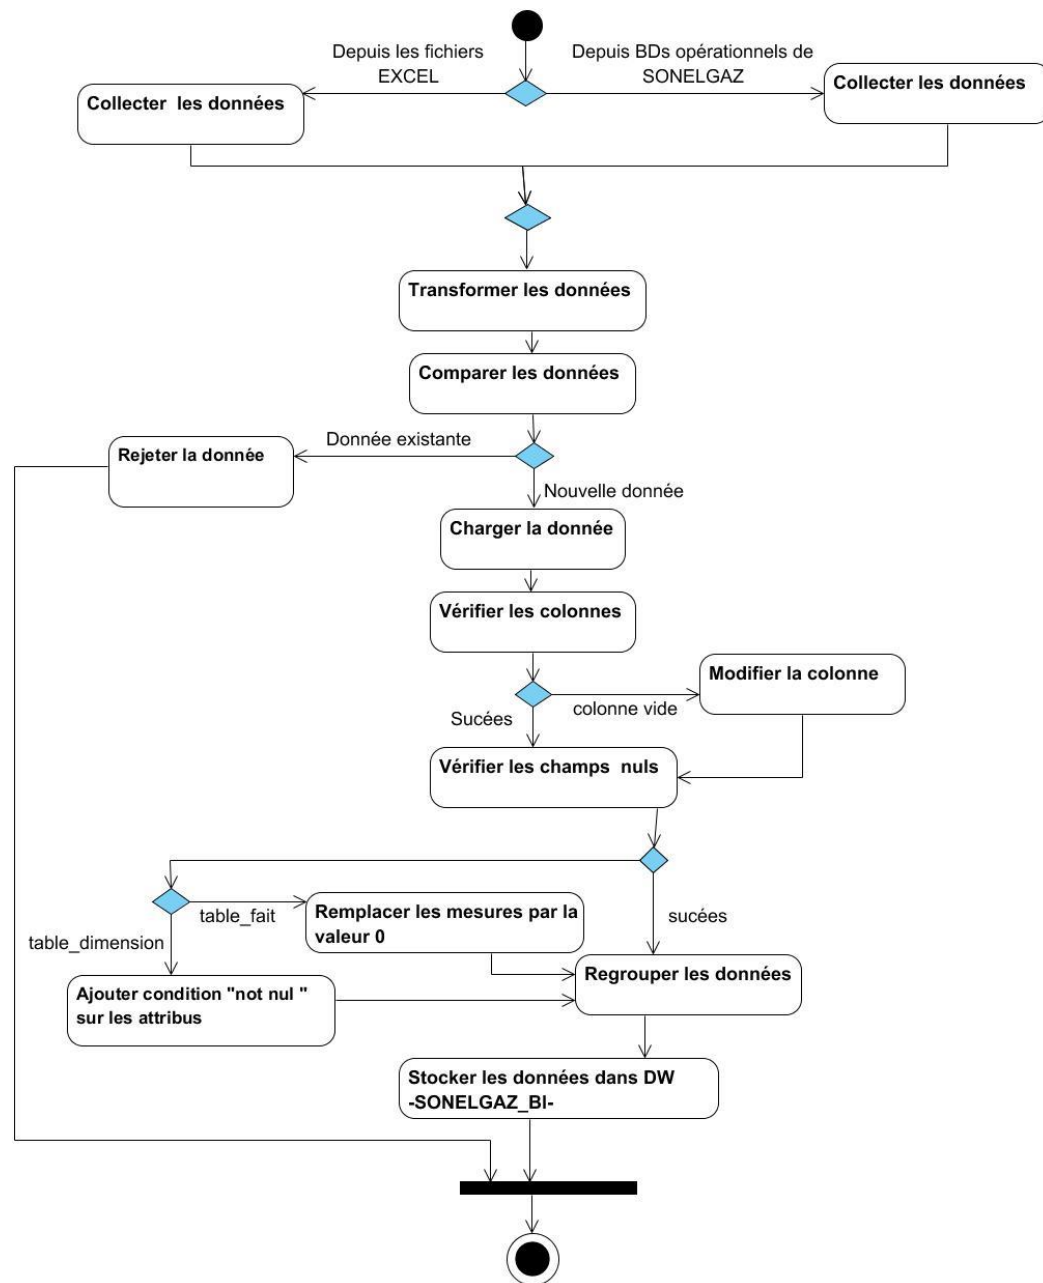 Depuis les fichiers
EXCEL
Depuis BDs opérationnels de
SONELGAZ
Collecter les données
Collecter les données
Transformer les données
Comparer les données
Donnée existante
Rejeter la donnée
Nouvelle donnée
Charger la donnée
Vérifier les colonnes
Modifier la colonne
colonne vide
Sucées
Vérifier les champs nuls
table_fait
Remplacer les mesures par la
valeur 0
sucées
table_dimension
Regrouper les données
Ajouter condition "not nul "
sur les attribus
Stocker les données dans DW
-SONELGAZ_BI-